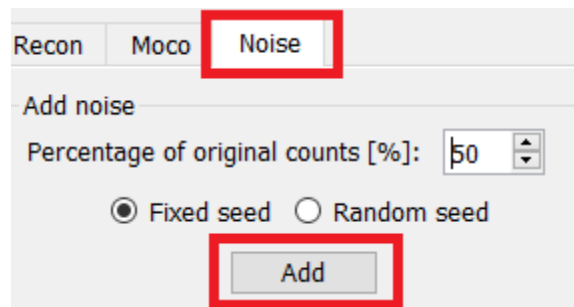 Recon Moco Noise
Add noise
Percentage of original counts [%]: 50
Fixed seed Random seed
Add